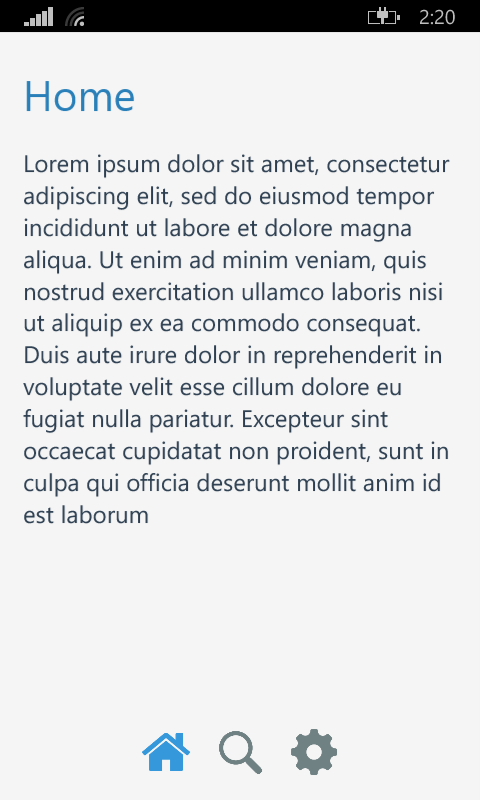 2:20
Home
Lorem ipsum dolor sit amet, consectetur
adipiscing elit, sed do eiusmod tempor
incididunt ut labore et dolore magna
aliqua. Ut enim ad minim veniam, quis
nostrud exercitation ullamco laboris nisi
ut aliquip ex ea commodo consequat.
Duis aute irure dolor in reprehenderit in
voluptate velit esse cillum dolore eu
fugiat nulla pariatur. Excepteur sint
occaecat cupidatat non proident, sunt in
culpa qui officia deserunt mollit anim id
est laborum